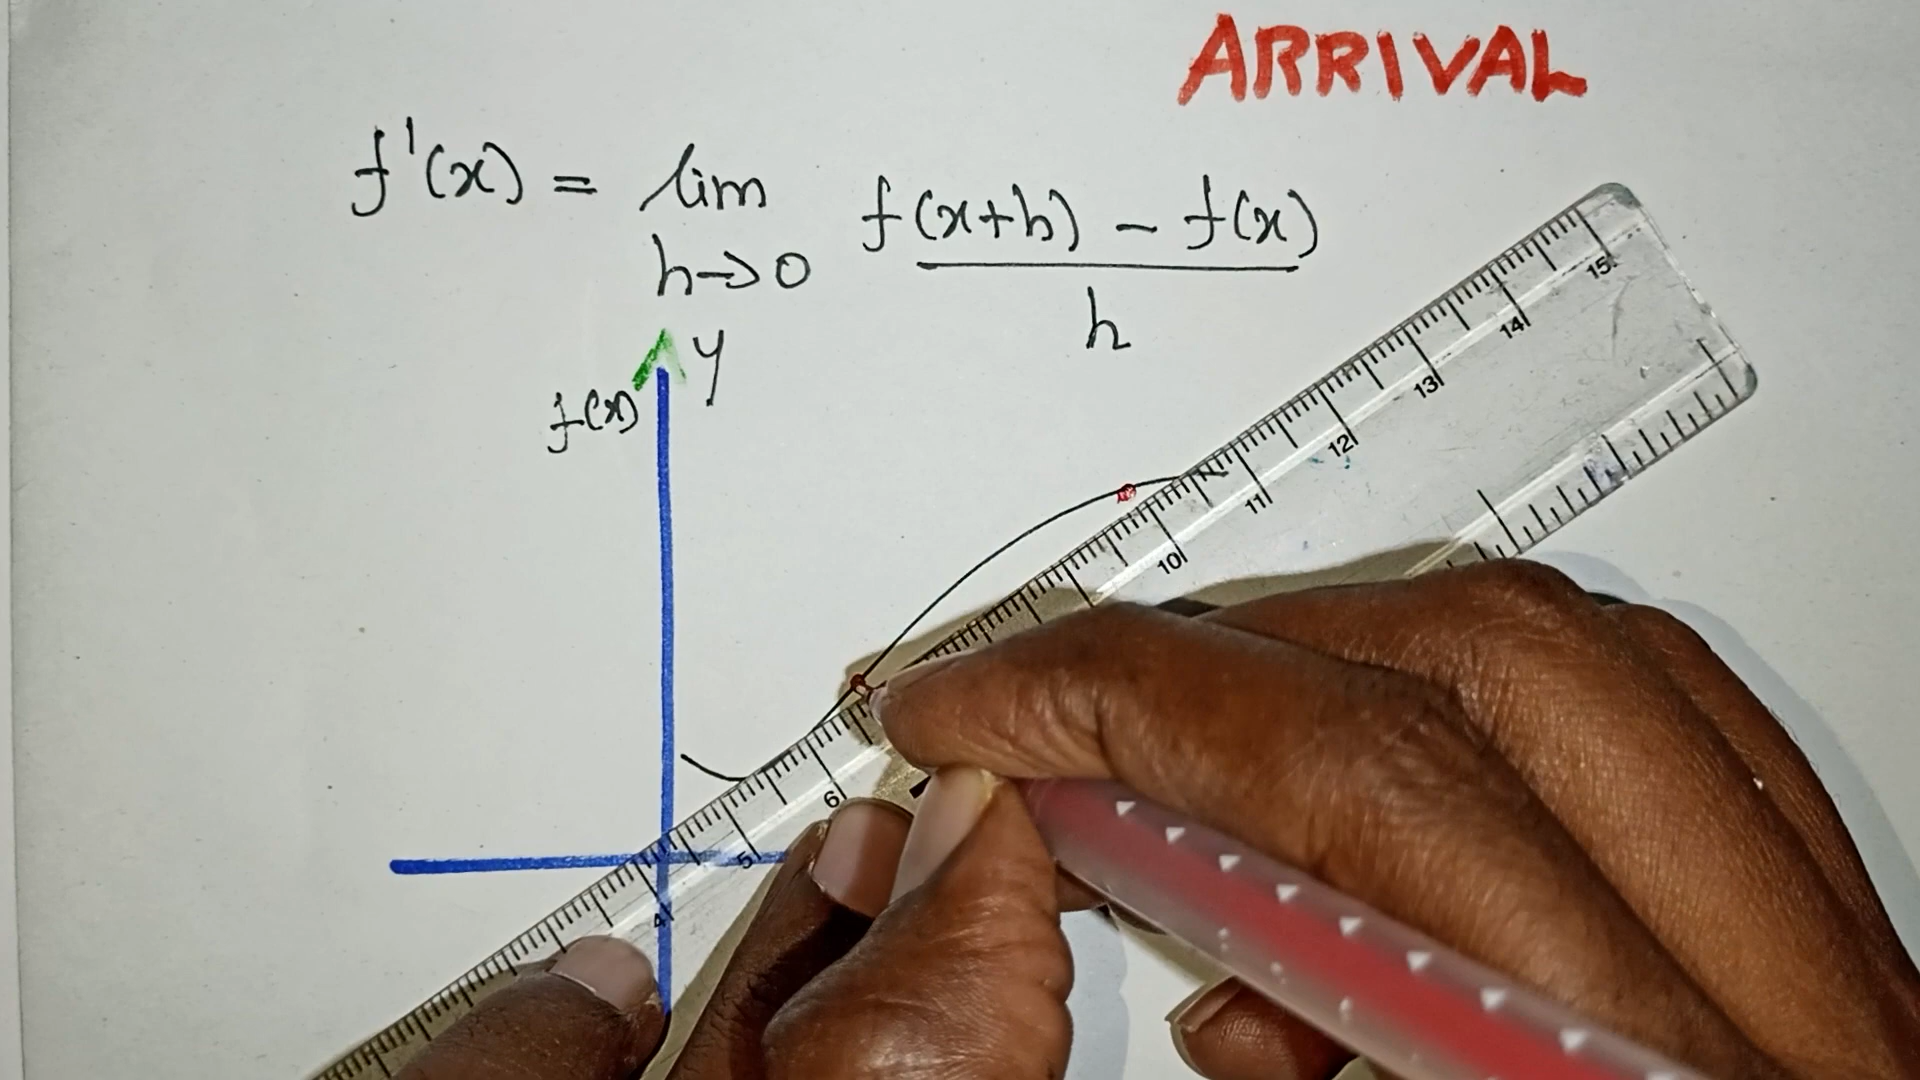 ARRIVAL
f'(x) = lim f(x+h) - f(x)
h→0 h
y
f(x)
15
14
13
12
11
10
6
5
4